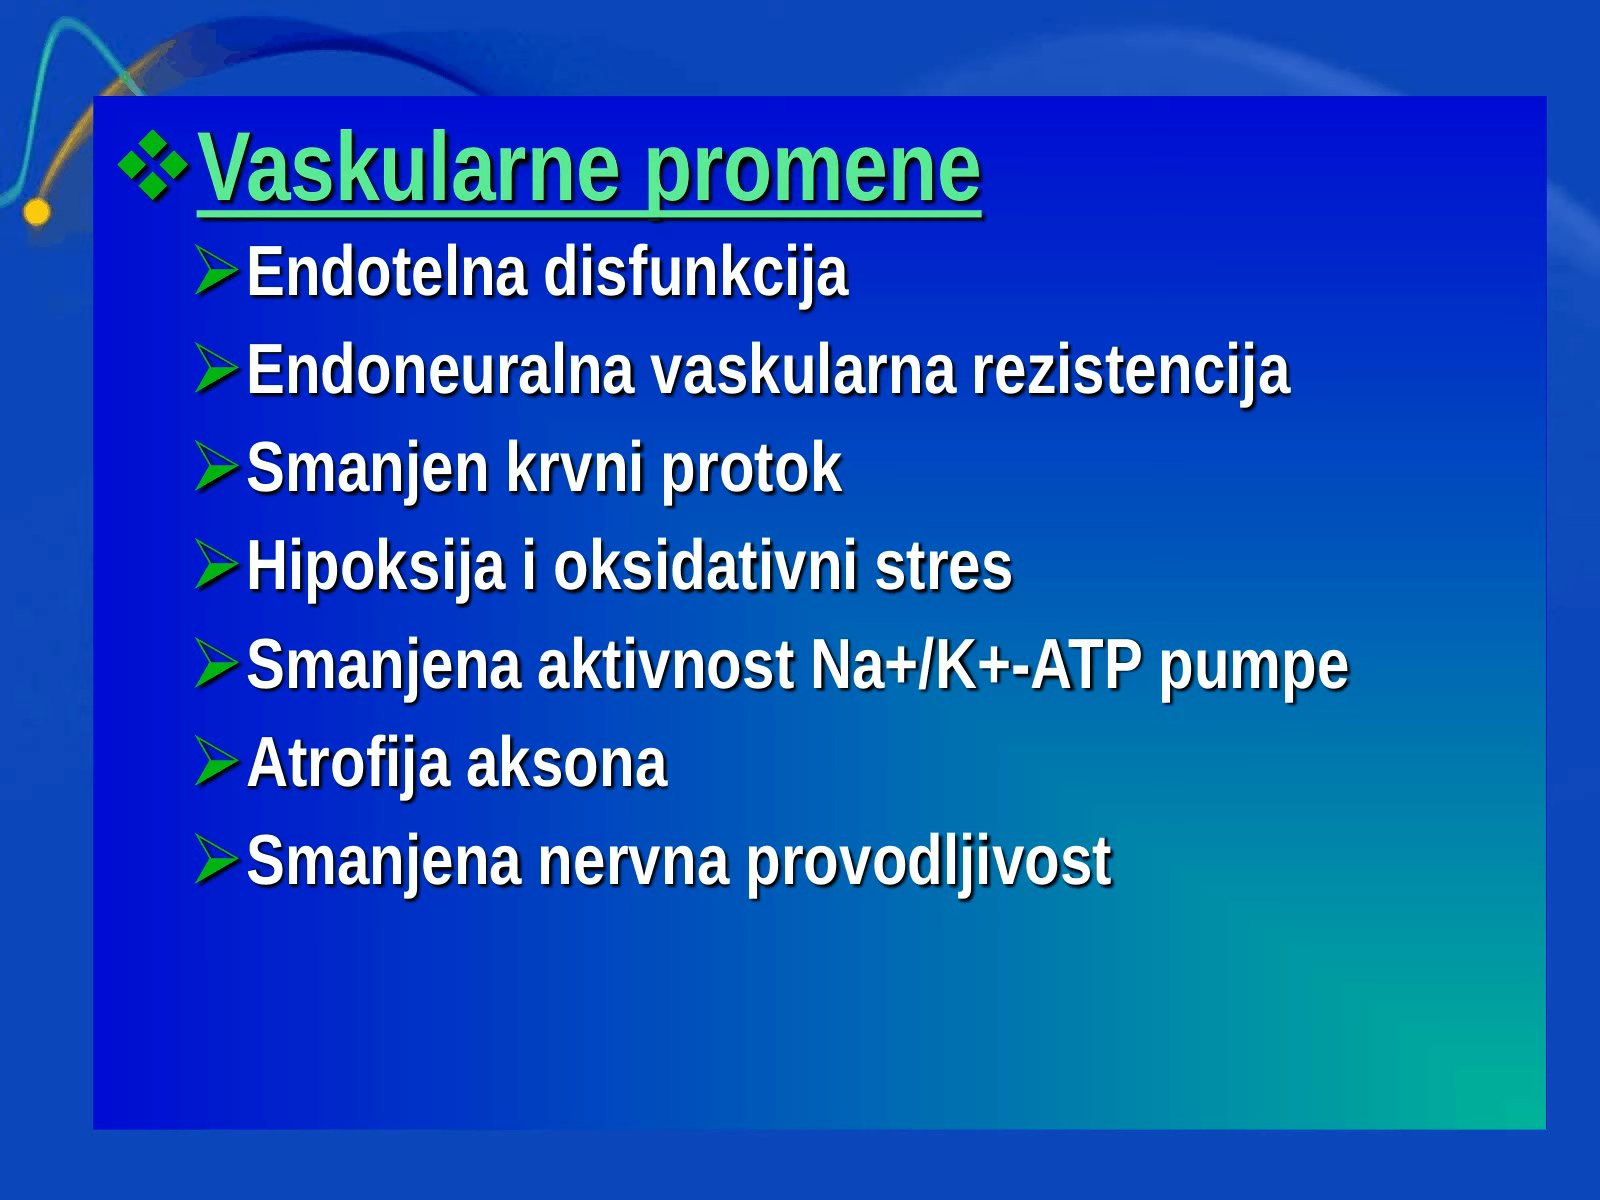 Vaskularne promene
Endotelna disfunkcija
Endoneuralna vaskularna rezistencija
Smanjen krvni protok
Hipoksija i oksidativni stres
Smanjena aktivnost Na+/K+-ATP pumpe
Atrofija aksona
Smanjena nervna provodljivost